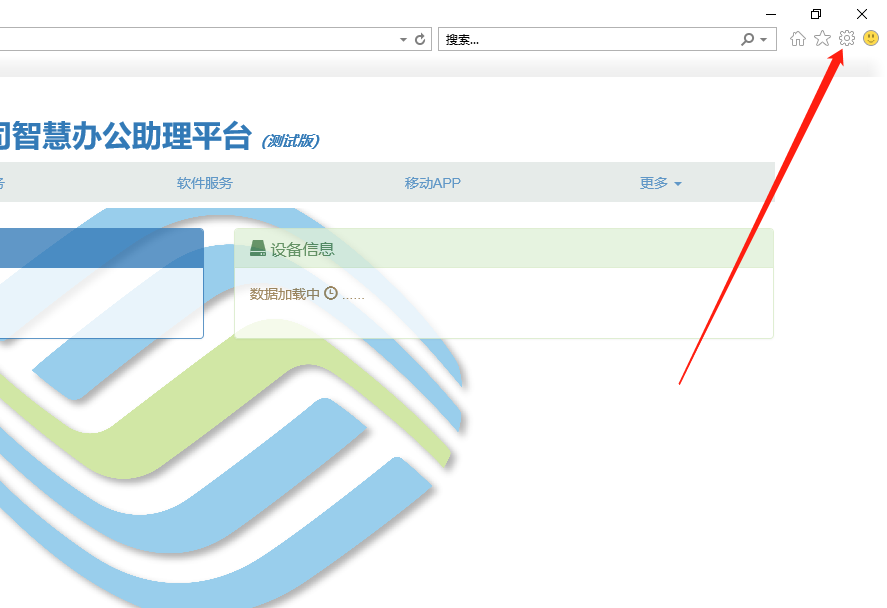 搜索...
司智慧办公助理平台 (测试版)
务 软件服务 移动APP 更多
设备信息
数据加载中 ......